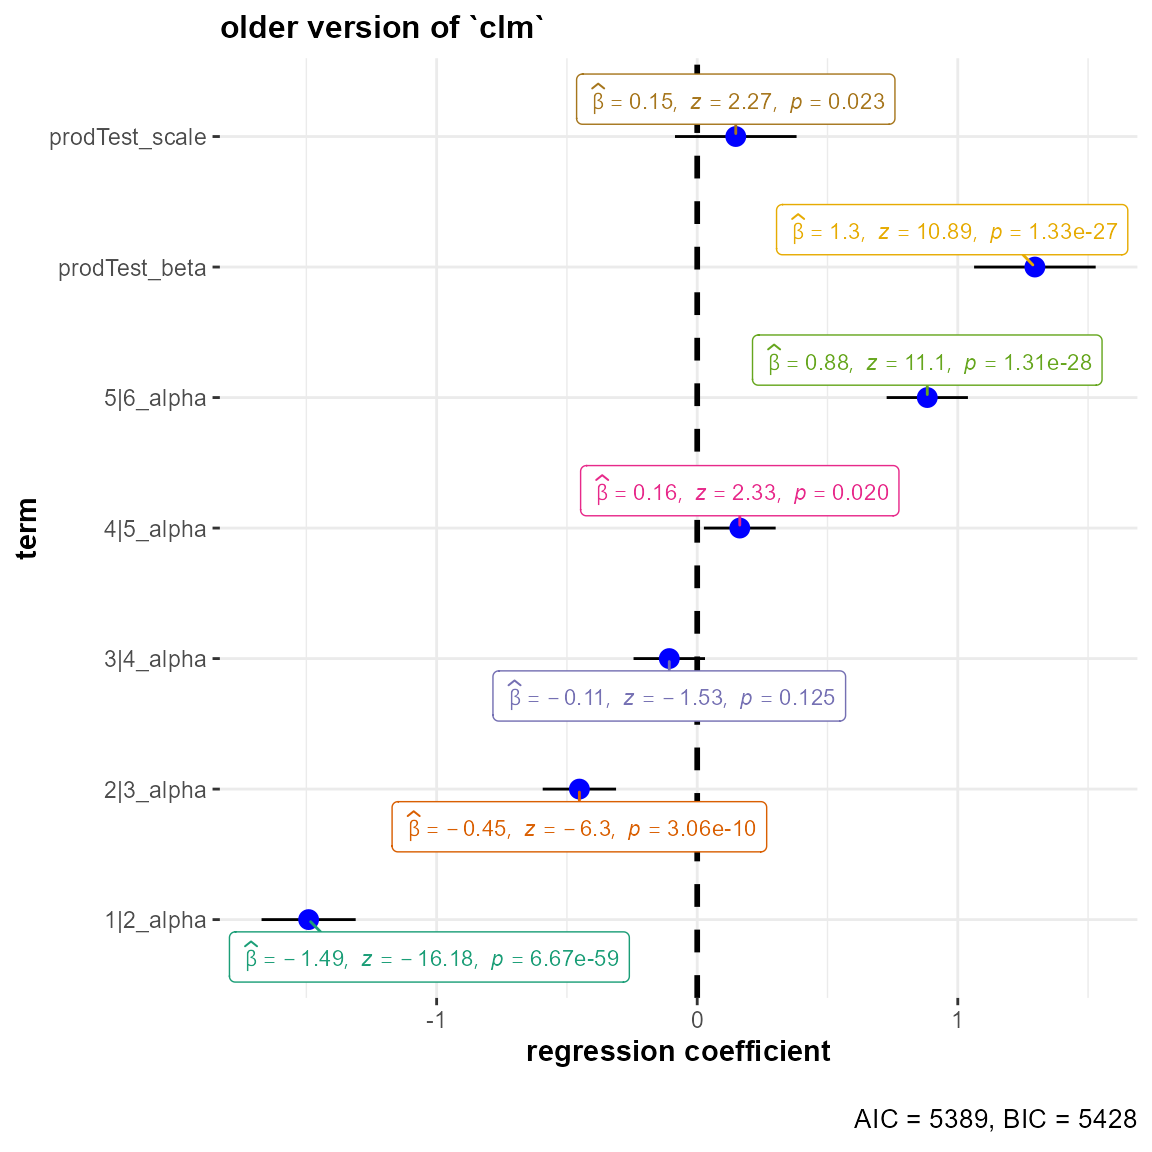 older version of `clm`
β̂ = 0.15, z = 2.27, p = 0.023
prodTest_scale
β̂ = 1.3, z = 10.89, p = 1.33e-27
prodTest_beta
β̂ = 0.88, z = 11.1, p = 1.31e-28
5|6_alpha
β̂ = 0.16, z = 2.33, p = 0.020
4|5_alpha
term
3|4_alpha
β̂ = − 0.11, z = − 1.53, p = 0.125
2|3_alpha
β̂ = − 0.45, z = − 6.3, p = 3.06e-10
1|2_alpha
β̂ = − 1.49, z = − 16.18, p = 6.67e-59
-1 0 1
regression coefficient
AIC = 5389, BIC = 5428